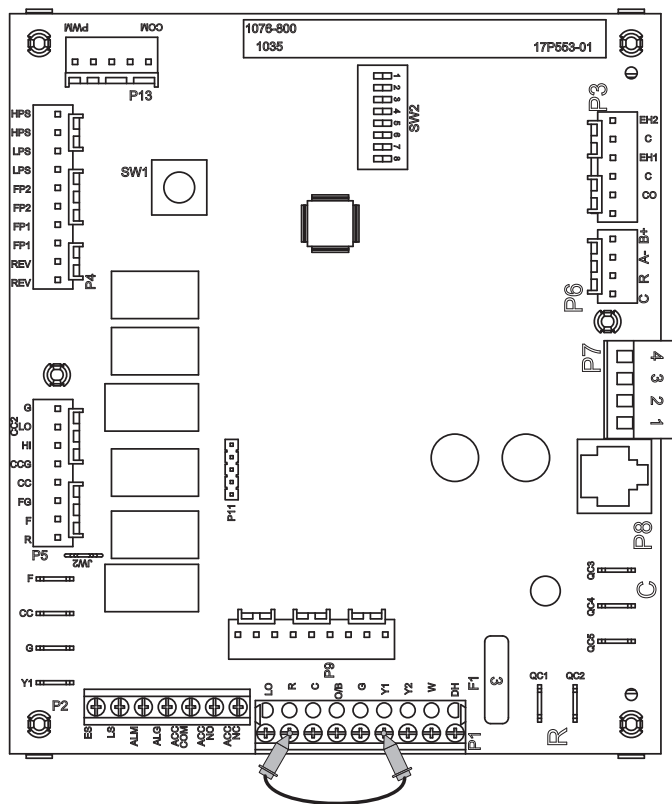 PWM COM
1076-800
1035 17P553-01
P13
1
2
3
4
5
6
7
8
SW2
SW1
HPS
HPS
LPS
LPS
FP2
FP2
FP1
FP1
REV
REV
P4
P3
EH2
C
EH1
C
CO
P6
B+
A-
R
C
P7
4
3
2
1
P8
G
CC2
LO
HI
CCG
CC
FG
F
R
P5
JW2
P11
F
CC
G
Y1
P2
QC3
QC4
QC5
C
P9
F1
3
QC1 QC2
R
LO R C O/B G Y1 Y2 W DH
P1
ES LS ALM ALG ACC COM ACC NO ACC NC